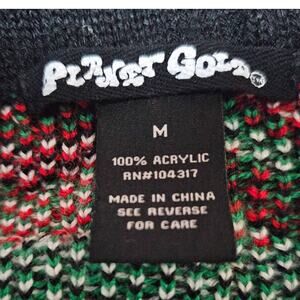 PLANET GOLD
M
100% ACRYLIC
RN#104317
MADE IN CHINA
SEE REVERSE
FOR CARE